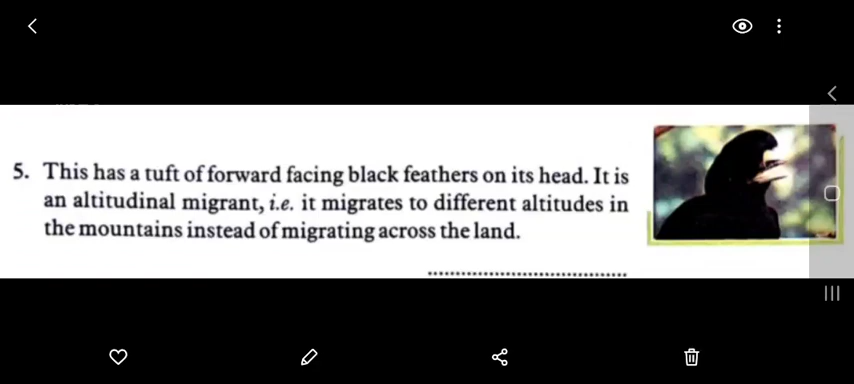 5. This has a tuft of forward facing black feathers on its head. It is
an altitudinal migrant, i.e. it migrates to different altitudes in
the mountains instead of migrating across the land.